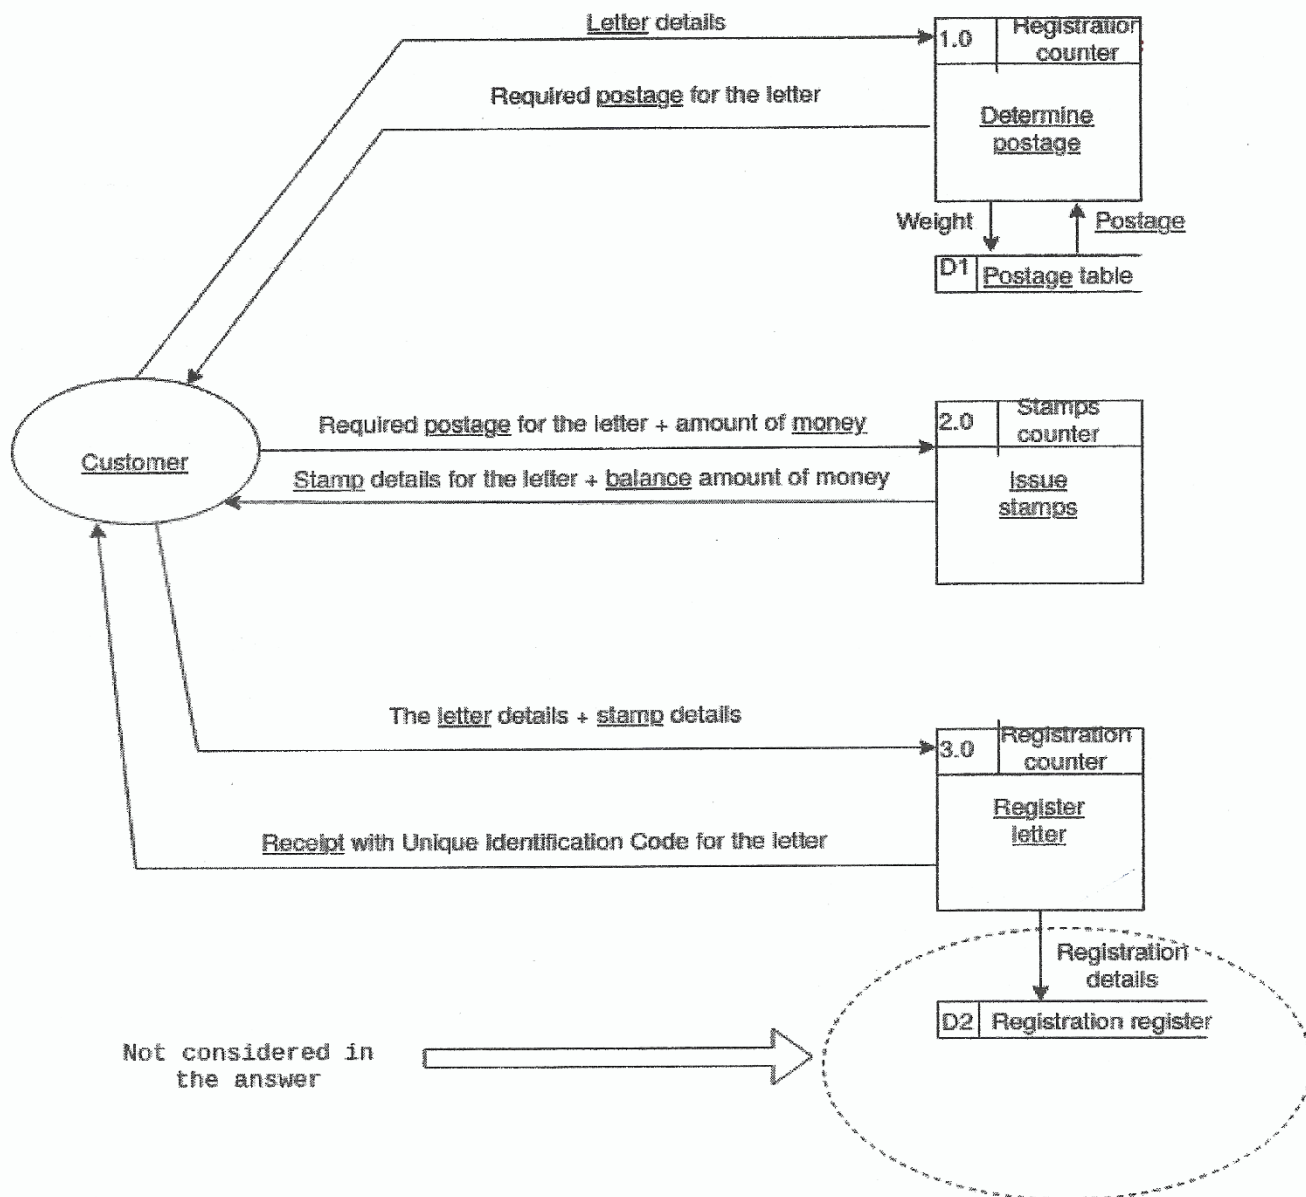 Letter details
1.0
Registration
counter
Required postage for the letter
Determine
postage
Weight
Postage
D1
Postage table
Required postage for the letter + amount of money
2.0
Stamps
counter
Customer
Stamp details for the letter + balance amount of money
Issue
stamps
The letter details + stamp details
3.0
Registration
counter
Register
letter
Receipt with Unique Identification Code for the letter
Registration
details
D2
Registration register
Not considered in
the answer